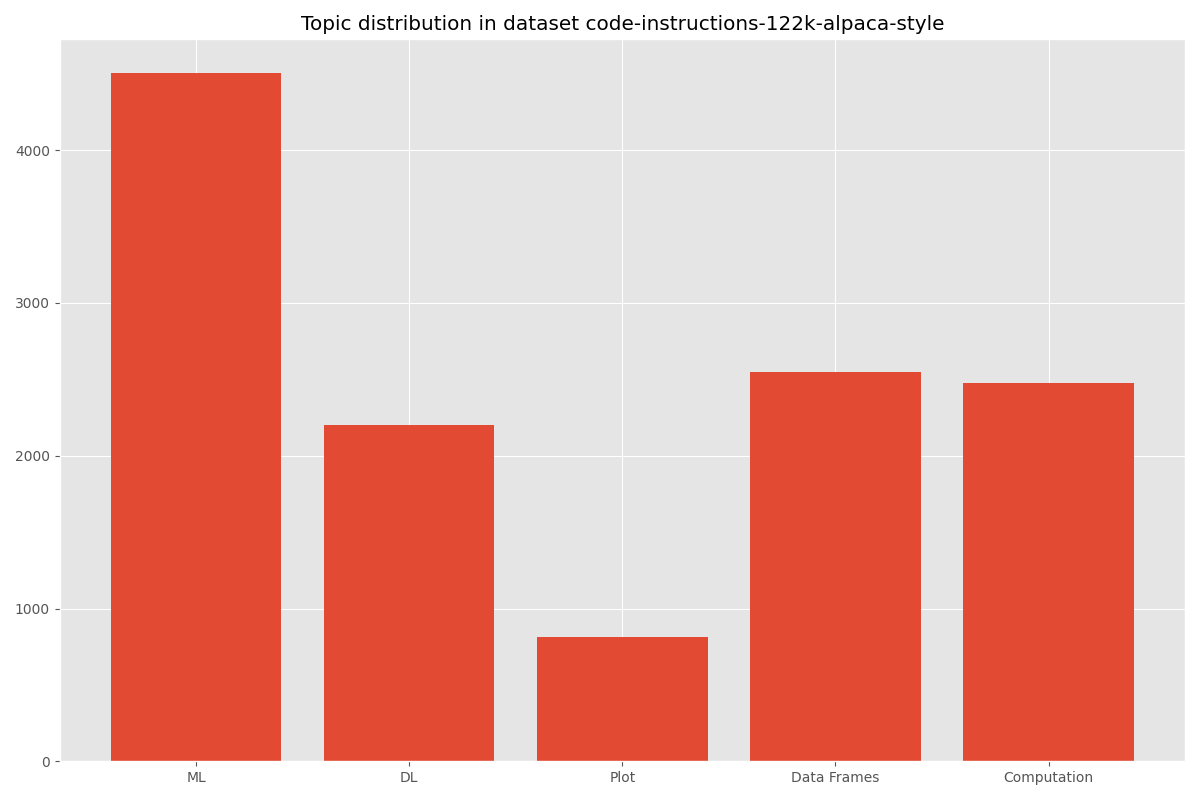 Topic distribution in dataset code-instructions-122k-alpaca-style
4000
3000
2000
1000
0
ML DL Plot Data Frames Computation